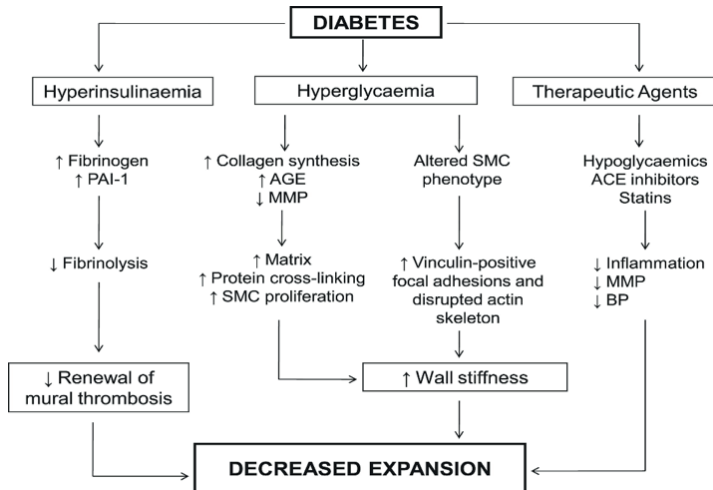 DIABETES
Hyperinsulinaemia
Hyperglycaemia
Therapeutic Agents
↑ Fibrinogen
↑ PAI-1
↑ Collagen synthesis
↑ AGE
↓ MMP
Altered SMC
phenotype
Hypoglycaemics
ACE inhibitors
Statins
↓ Fibrinolysis
↑ Matrix
↑ Protein cross-linking
↑ SMC proliferation
↑ Vinculin-positive
focal adhesions and
disrupted actin
skeleton
↓ Inflammation
↓ MMP
↓ BP
↓ Renewal of
mural thrombosis
↑ Wall stiffness
DECREASED EXPANSION